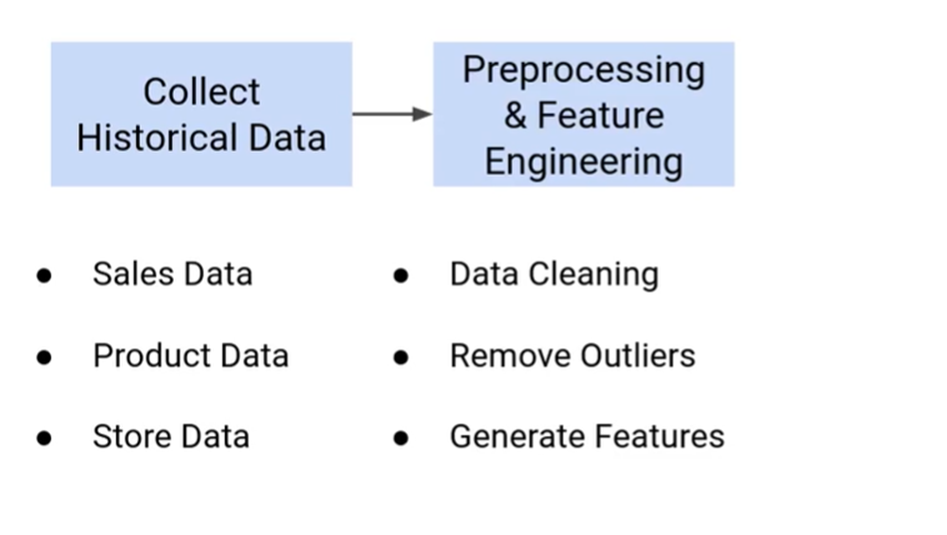 Collect
Historical Data
Preprocessing
& Feature
Engineering
● Sales Data
● Product Data
● Store Data
● Data Cleaning
● Remove Outliers
● Generate Features